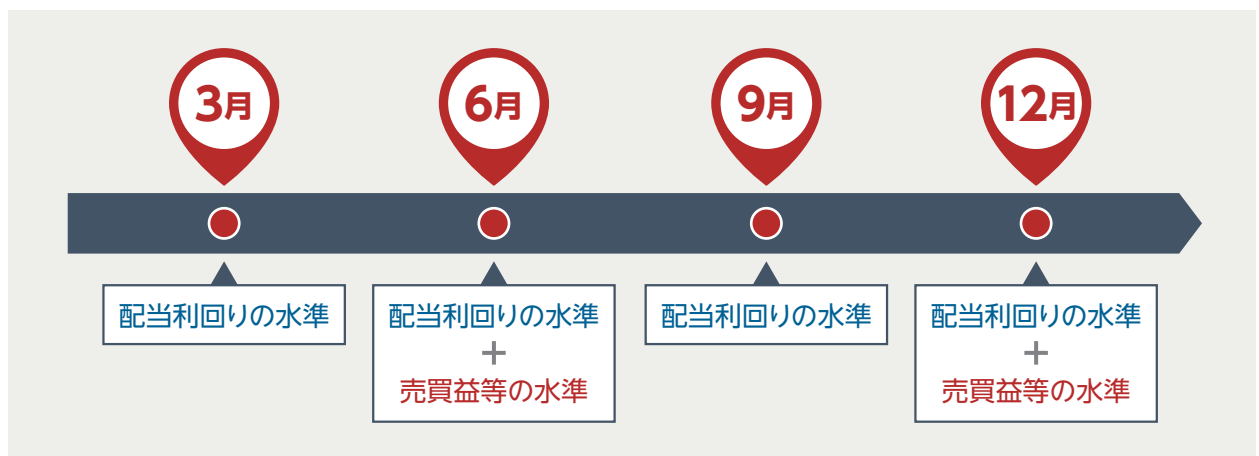 3月
6月
9月
12月
配当利回りの水準
配当利回りの水準
+
売買益等の水準
配当利回りの水準
配当利回りの水準
+
売買益等の水準